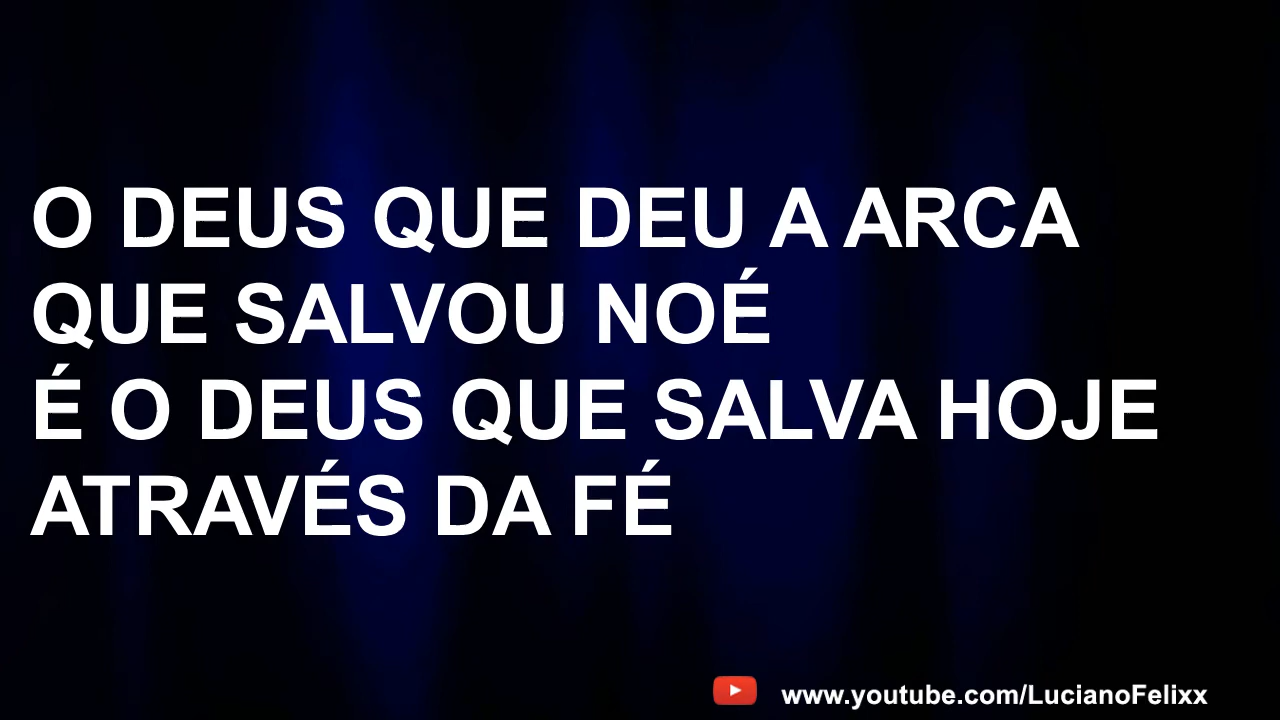 O DEUS QUE DEU A ARCA
QUE SALVOU NOÉ
É O DEUS QUE SALVA HOJE
ATRAVÉS DA FÉ
www.youtube.com/LucianoFelixx